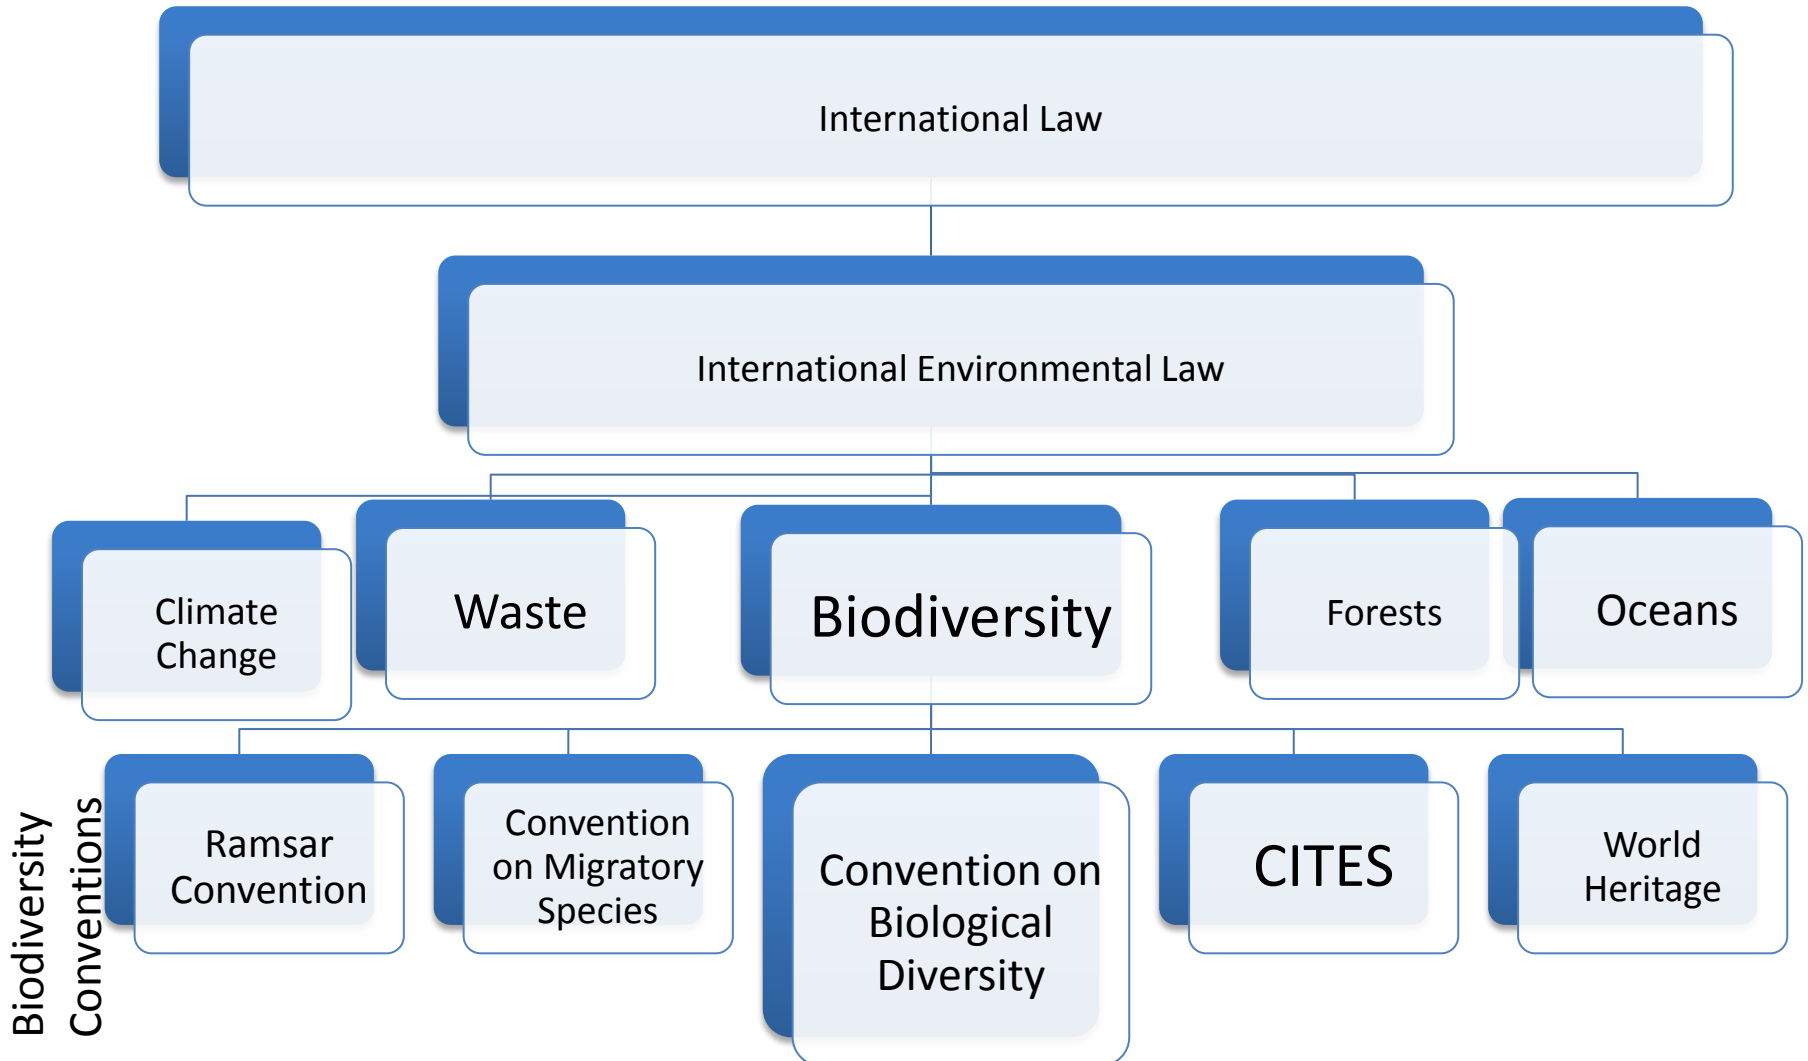 International Law
International Environmental Law
Climate
Change
Waste
Biodiversity
Forests
Oceans
Biodiversity
Conventions
Ramsar
Convention
Convention
on Migratory
Species
Convention on
Biological
Diversity
CITES
World
Heritage